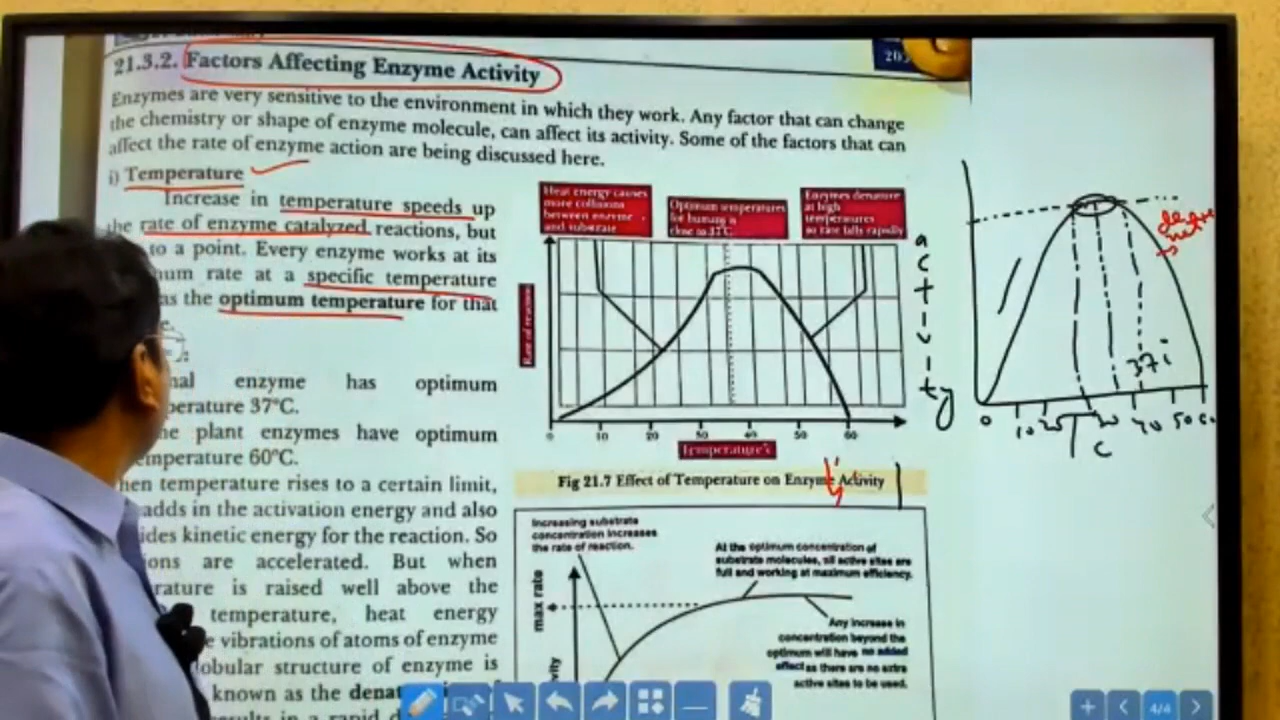 21.3.2. Factors Affecting Enzyme Activity
Enzymes are very sensitive to the environment in which they work. Any factor that can change
the chemistry or shape of enzyme molecule, can affect its activity. Some of the factors that can
affect the rate of enzyme action are being discussed here.
i) Temperature
Increase in temperature speeds up
the rate of enzyme catalyzed reactions, but
to a point. Every enzyme works at its
rate at a specific temperature
as the optimum temperature for that
enzyme has optimum
37°C.
plant enzymes have optimum
60°C.
when temperature rises to a certain limit,
adds in the activation energy and also
kinetic energy for the reaction. So
are accelerated. But when
is raised well above the
temperature, heat energy
vibrations of atoms of enzyme
structure of enzyme is
known as the
in a rapid
Heat energy causes
more collisions
between enzyme
and substrate
Optimum temperatures
for human is
close to 37°C
Enzymes denature
at high
temperatures
so rate falls rapidly
Rate of reaction
0 10 20 30 40 50 60
Temperature°c
Fig 21.7 Effect of Temperature on Enzyme Activity
Increasing substrate
concentration increases
the rate of reaction.
At the optimum concentration of
substrate molecules, all active sites are
full and working at maximum efficiency.
max rate
Any increase in
concentration beyond the
optimum will have no added
effect as there are no extra
active sites to be used.
activity
37
0 10 40 50
C
4/4